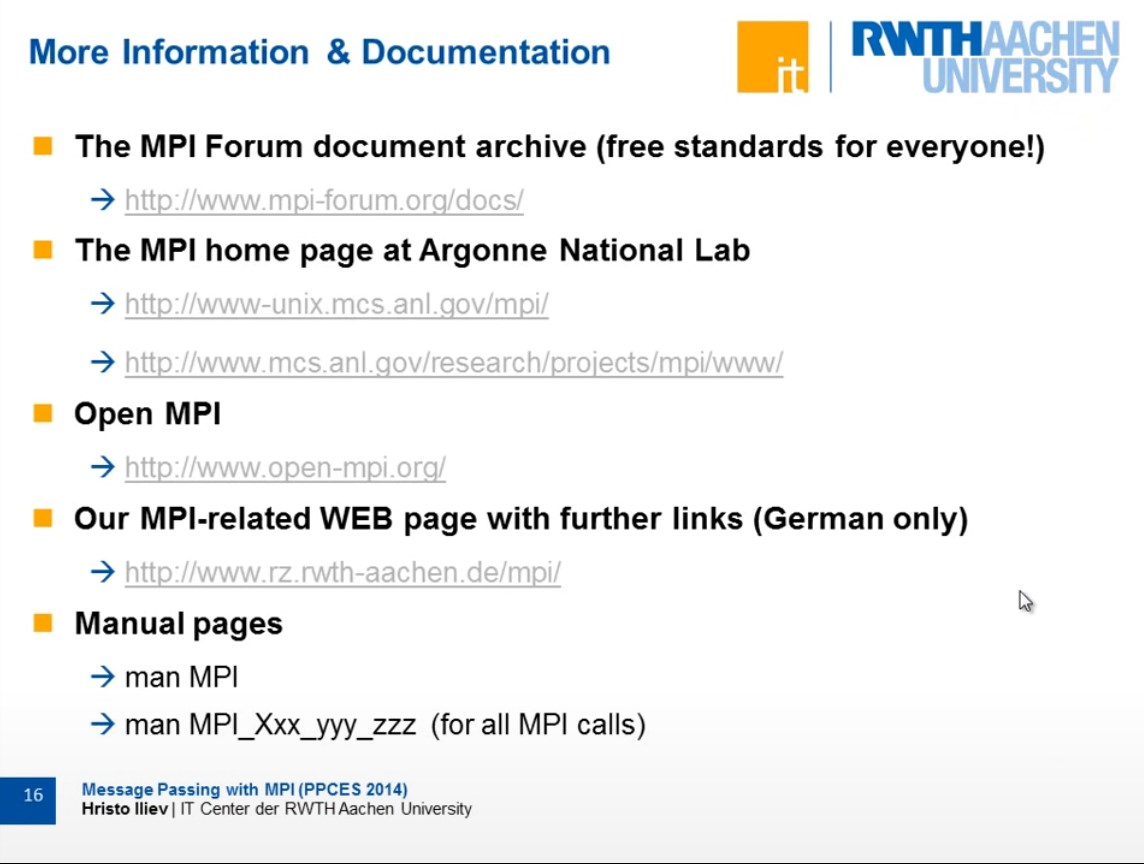 More Information & Documentation
it
RWTH AACHEN
UNIVERSITY
The MPI Forum document archive (free standards for everyone!)
→ http://www.mpi-forum.org/docs/
The MPI home page at Argonne National Lab
→ http://www-unix.mcs.anl.gov/mpi/
→ http://www.mcs.anl.gov/research/projects/mpi/www/
Open MPI
→ http://www.open-mpi.org/
Our MPI-related WEB page with further links (German only)
→ http://www.rz.rwth-aachen.de/mpi/
Manual pages
→ man MPI
→ man MPI_Xxx_yyy_zzz (for all MPI calls)
16
Message Passing with MPI (PPCES 2014)
Hristo Iliev | IT Center der RWTH Aachen University